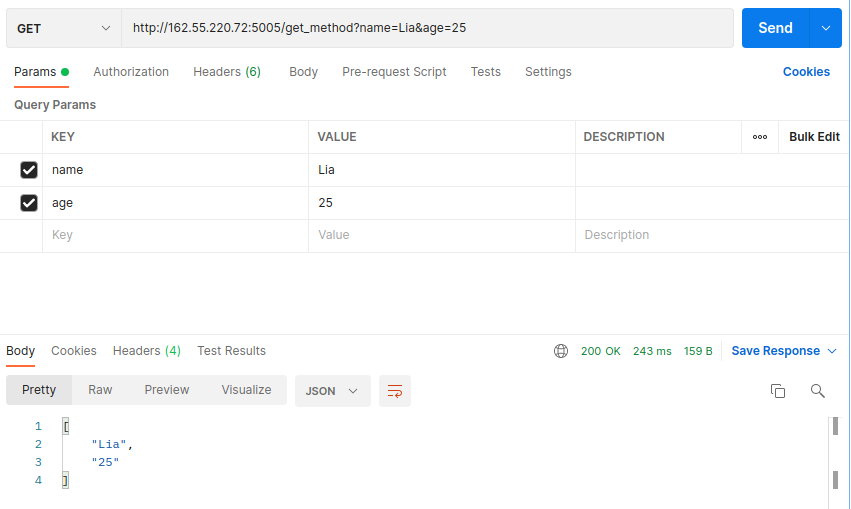 GET http://162.55.220.72:5005/get_method?name=Lia&age=25 Send
Params Authorization Headers (6) Body Pre-request Script Tests Settings Cookies
Query Params
KEY VALUE DESCRIPTION ooo Bulk Edit
name Lia
age 25
Key Value Description
Body Cookies Headers (4) Test Results 200 OK 243 ms 159 B Save Response
Pretty Raw Preview Visualize JSON
1 [
2 "Lia",
3 "25"
4 ]